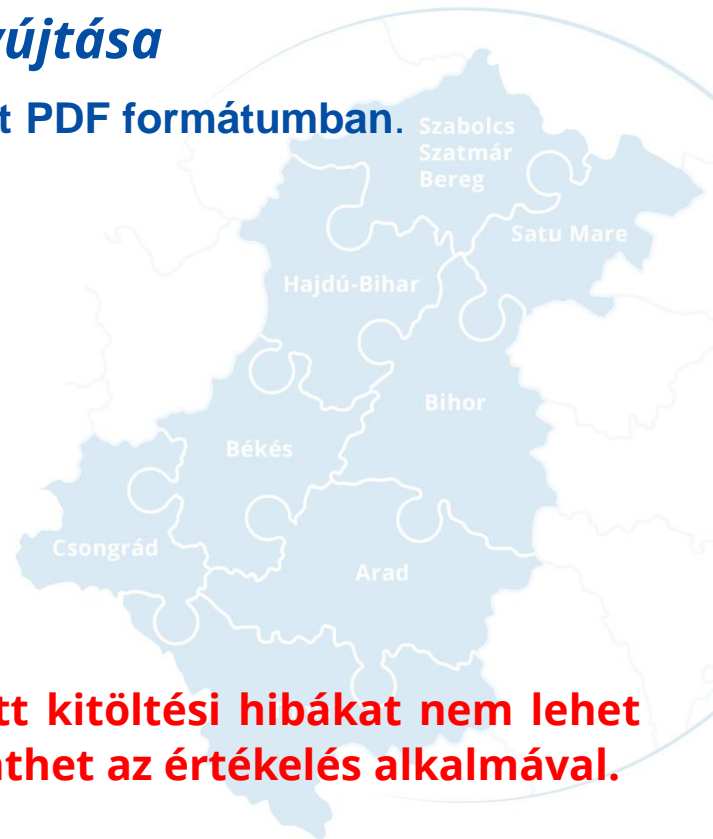 yújtása
t PDF formátumban.
Szabolcs
Szatmár
Bereg
Satu Mare
Hajdú-Bihar
Bihor
Békés
Csongrád
Arad
tt kitöltési hibákat nem lehet
nthet az értékelés alkalmával.